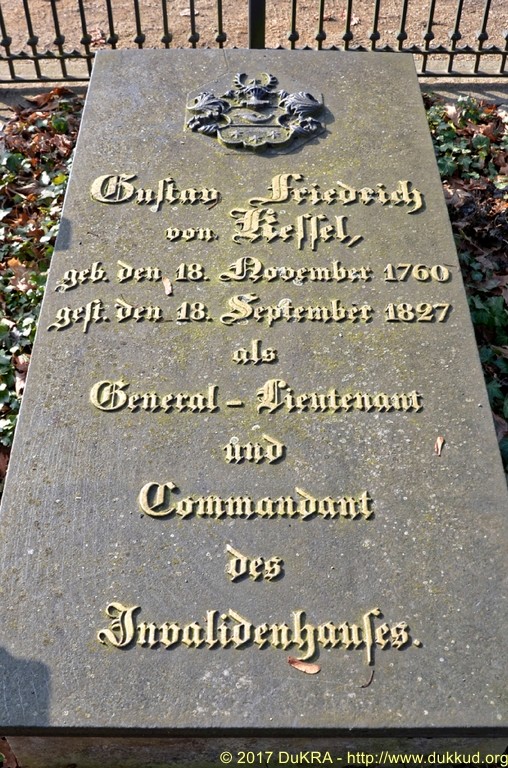 Gustav Friedrich
von Kessel,
geb. den 18. November 1760
gest. den 18. September 1827
als
General-Lieutenant
und
Commandant
des
Invalidenhauses.
© 2017 DuKRA - http://www.dukkud.org